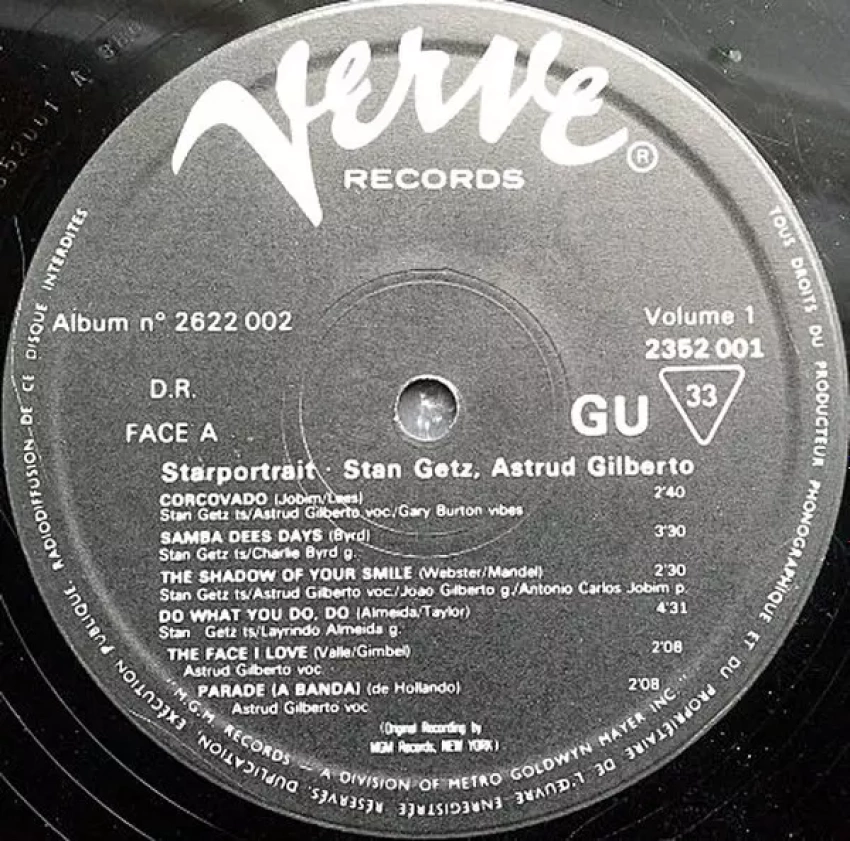 Verve
RECORDS
®
Album n° 2622 002
Volume 1
2352 001
33
D.R.
GU
FACE A
Starportrait · Stan Getz, Astrud Gilberto
CORCOVADO (Jobim/Lees) 2'40
Stan Getz ts/Astrud Gilberto voc./Gary Burton vibes
SAMBA DEES DAYS (Byrd) 3'30
Stan Getz ts/Charlie Byrd g.
THE SHADOW OF YOUR SMILE (Webster/Mandel) 2'30
Stan Getz ts/Astrud Gilberto voc./Joao Gilberto g./Antonio Carlos Jobim p.
DO WHAT YOU DO, DO (Almeida/Taylor) 4'31
Stan Getz ts/Layrindo Almeida g.
THE FACE I LOVE (Valle/Gimbel) 2'08
Astrud Gilberto voc
PARADE (A BANDA) (de Hollando) 2'08
Astrud Gilberto voc
(Original Recording by
MGM Records, NEW YORK)
"M.G.M. RECORDS — A DIVISION OF METRO GOLDWYN MAYER INC."
TOUS DROITS DU PRODUCTEUR PHONOGRAPHIQUE ET DU PROPRIÉTAIRE DE L'ŒUVRE ENREGISTRÉE RÉSERVÉS. DUPLICATION, EXÉCUTION PUBLIQUE, RADIODIFFUSION DE CE DISQUE INTERDITES